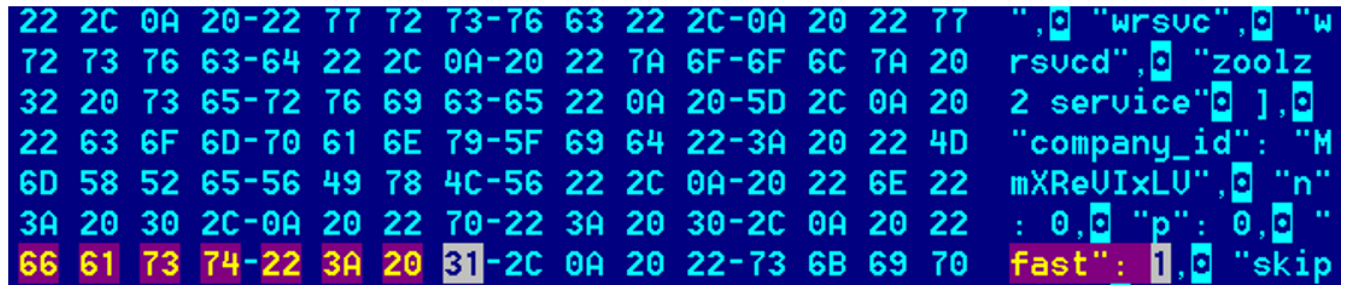 22 2C 0A 20-22 77 72 73-76 63 22 2C-0A 20 22 77 ",◘ "wrsvc",◘ "w
72 73 76 63-64 22 2C 0A-20 22 7A 6F-6F 6C 7A 20 rsvcd",◘ "zoolz
32 20 73 65-72 76 69 63-65 22 0A 20-5D 2C 0A 20 2 service"◘ ],◘
22 63 6F 6D-70 61 6E 79-5F 69 64 22-3A 20 22 4D "company_id": "M
6D 58 52 65-56 49 78 4C-56 22 2C 0A-20 22 6E 22 mXReVIxLV",◘ "n"
3A 20 30 2C-0A 20 22 70-22 3A 20 30-2C 0A 20 22 : 0,◘ "p": 0,◘ "
66 61 73 74-22 3A 20 31-2C 0A 20 22-73 6B 69 70 fast": 1,◘ "skip